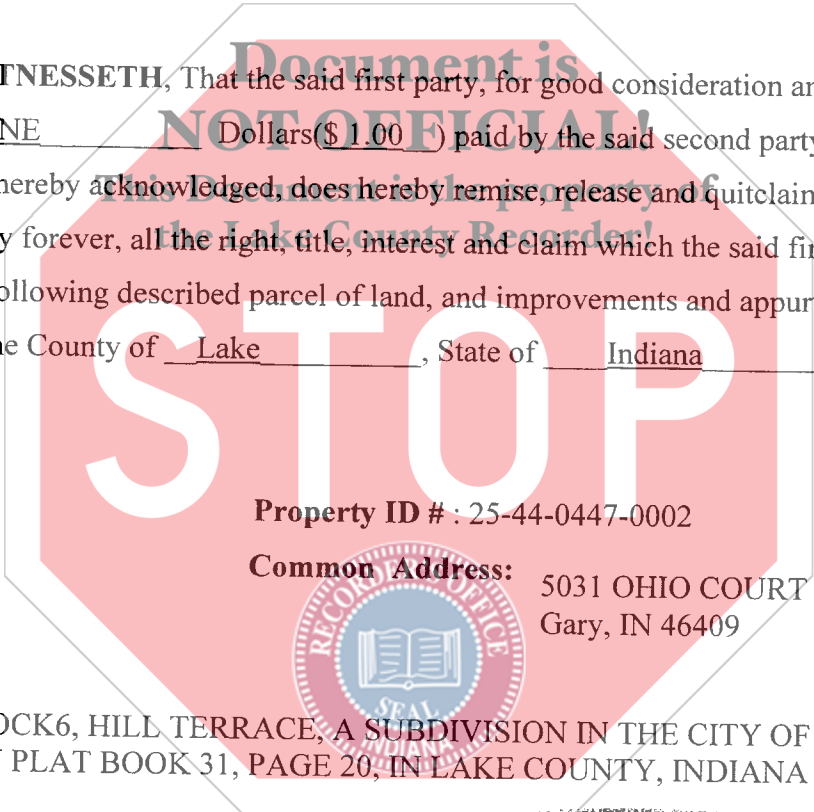 Document is
TNESSETH, That the said first party, for good consideration an
NOT OFFICIAL!
NE Dollars($ 1.00 ) paid by the said second party
This Document is the property of
hereby acknowledged, does hereby remise, release and quitclaim
the Lake County Recorder!
y forever, all the right, title, interest and claim which the said fir
ollowing described parcel of land, and improvements and appur
e County of Lake , State of Indiana
STOP
Property ID # : 25-44-0447-0002
Common Address:
5031 OHIO COURT
Gary, IN 46409
RECORDER'S OFFICE
SEAL
INDIANA
OCK6, HILL TERRACE, A SUBDIVISION IN THE CITY OF
PLAT BOOK 31, PAGE 20, IN LAKE COUNTY, INDIANA